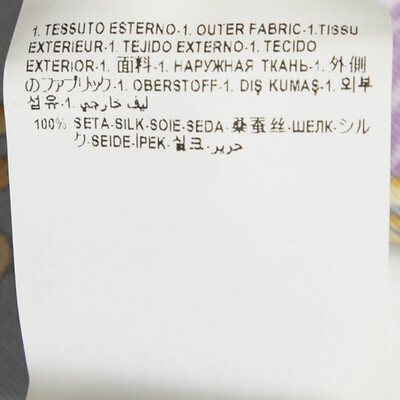 1. TESSUTO ESTERNO-1. OUTER FABRIC-1.TISSU
EXTERIEUR-1. TEJIDO EXTERNO-1. TECIDO
EXTERIOR-1. 面料-1. НАРУЖНАЯ ТКАНЬ-1. 外側
のファブリック-1. OBERSTOFF-1. DIŞ KUMAŞ-1. 외부
섬유-1. ليف خارجي
100% SETA-SILK-SOIE-SEDA-桑蚕丝-ШЕЛК-シル
ク-SEIDE-İPEK-실크-حرير